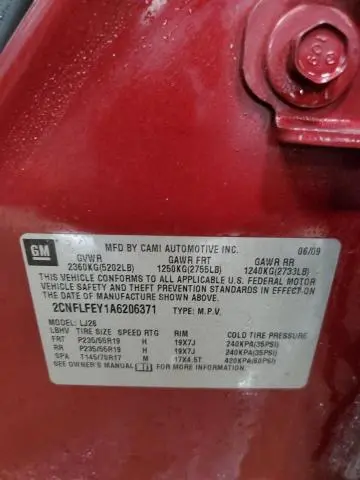 GM
MFD BY CAMI AUTOMOTIVE INC. 06/09
GVWR GAWR FRT GAWR RR
2360KG(5202LB) 1250KG(2755LB) 1240KG(2733LB)
THIS VEHICLE CONFORMS TO ALL APPLICABLE U.S. FEDERAL MOTOR
VEHICLE SAFETY AND THEFT PREVENTION STANDARDS IN EFFECT ON
THE DATE OF MANUFACTURE SHOWN ABOVE.
2CNFLFEY1A6206371 TYPE: M.P.V.
MODEL: LJ26
LBHV TIRE SIZE SPEED RTG RIM COLD TIRE PRESSURE
FRT P235/55R19 H 19X7J 240KPA(35PSI)
RR P235/55R19 H 19X7J 240KPA(35PSI)
SPA T145/75R17 M 17X4.5T 420KPA(60PSI)
SEE OWNER'S MANUAL FOR